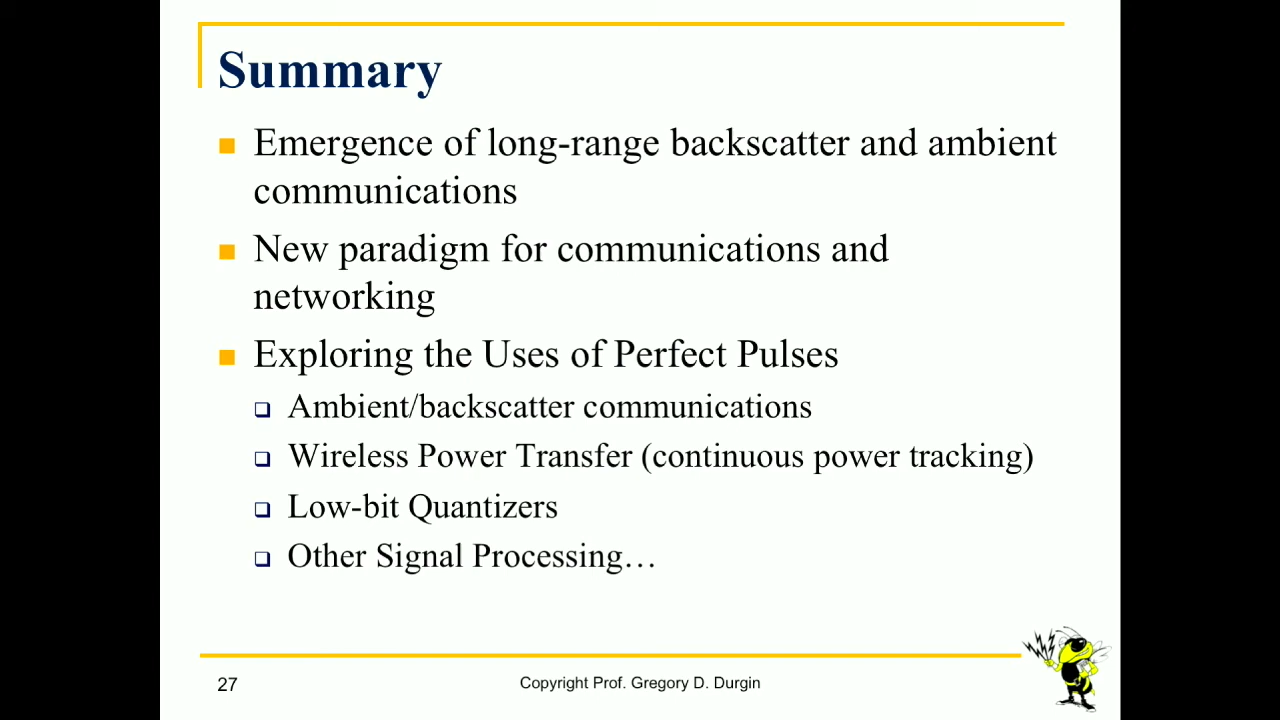 Summary
Emergence of long-range backscatter and ambient
communications
New paradigm for communications and
networking
Exploring the Uses of Perfect Pulses
Ambient/backscatter communications
Wireless Power Transfer (continuous power tracking)
Low-bit Quantizers
Other Signal Processing…
27
Copyright Prof. Gregory D. Durgin